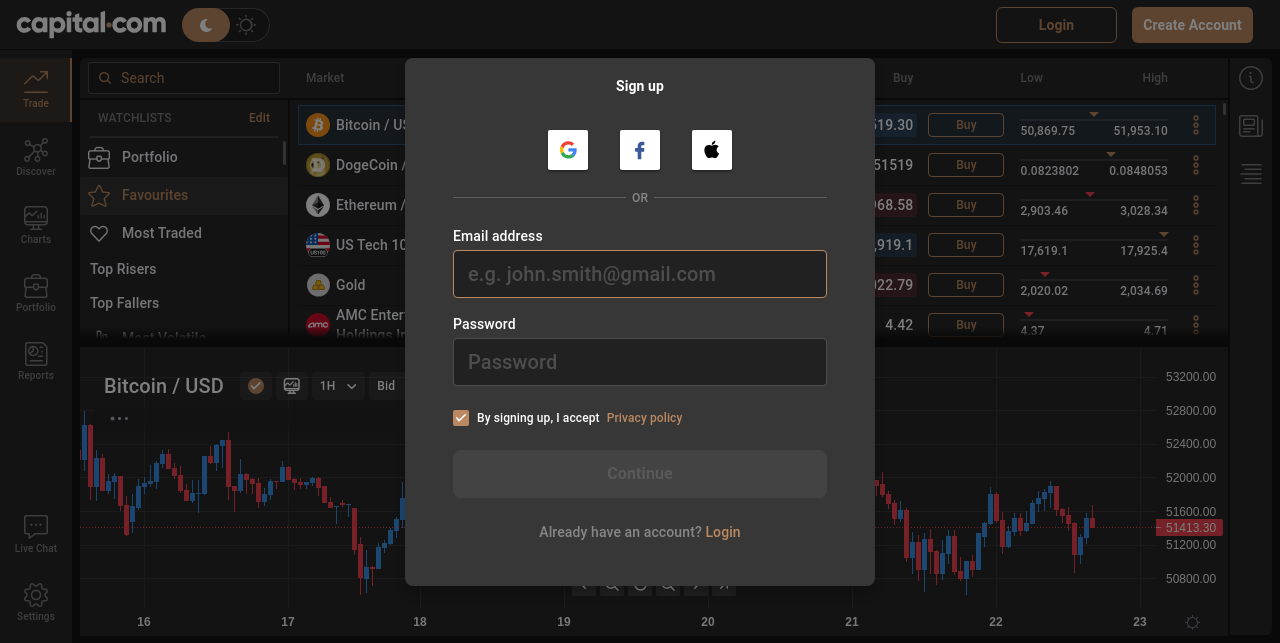 capital.com
Login
Create Account
Trade
Discover
Charts
Portfolio
Reports
Live Chat
Settings
Search
WATCHLISTS Edit
Portfolio
Favourites
Most Traded
Top Risers
Top Fallers
Most Volatile
Market Buy Low High
Bitcoin / US 519.30 Buy 50,869.75 51,953.10
DogeCoin / 51519 Buy 0.0823802 0.0848053
Ethereum / 968.58 Buy 2,903.46 3,028.34
US Tech 10 ,919.1 Buy 17,619.1 17,925.4
Gold 022.79 Buy 2,020.02 2,034.69
AMC Enter
Holdings In 4.42 Buy 4.37 4.71
Sign up
OR
Email address
e.g. john.smith@gmail.com
Password
Password
By signing up, I accept Privacy policy
Continue
Already have an account? Login
Bitcoin / USD 1H Bid
53200.00
52800.00
52400.00
52000.00
51600.00
51413.30
51200.00
50800.00
16 17 18 19 20 21 22 23